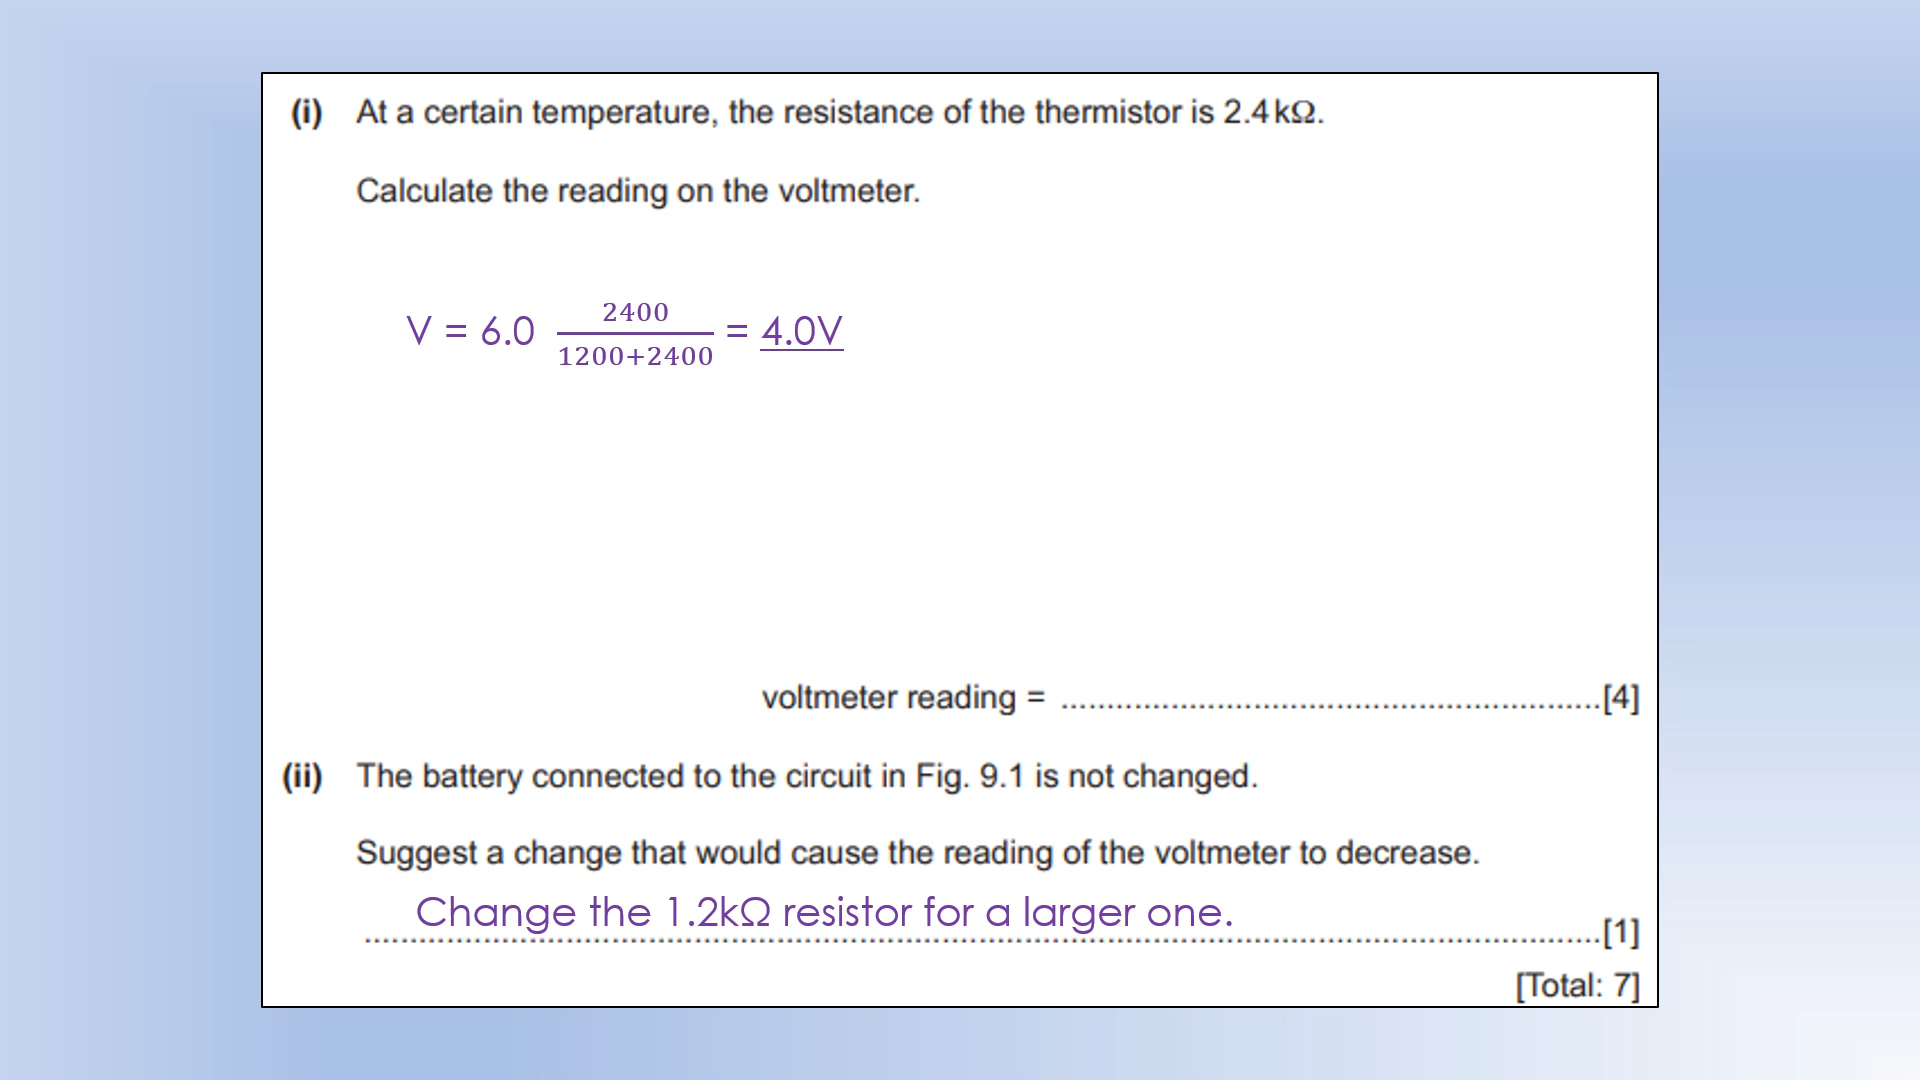 (i) At a certain temperature, the resistance of the thermistor is 2.4 kΩ.
Calculate the reading on the voltmeter.
V = 6.0 2400/1200+2400 = 4.0V
voltmeter reading = ............................................................[4]
(ii) The battery connected to the circuit in Fig. 9.1 is not changed.
Suggest a change that would cause the reading of the voltmeter to decrease.
Change the 1.2kΩ resistor for a larger one.
..........................................................................................................................................[1]
[Total: 7]